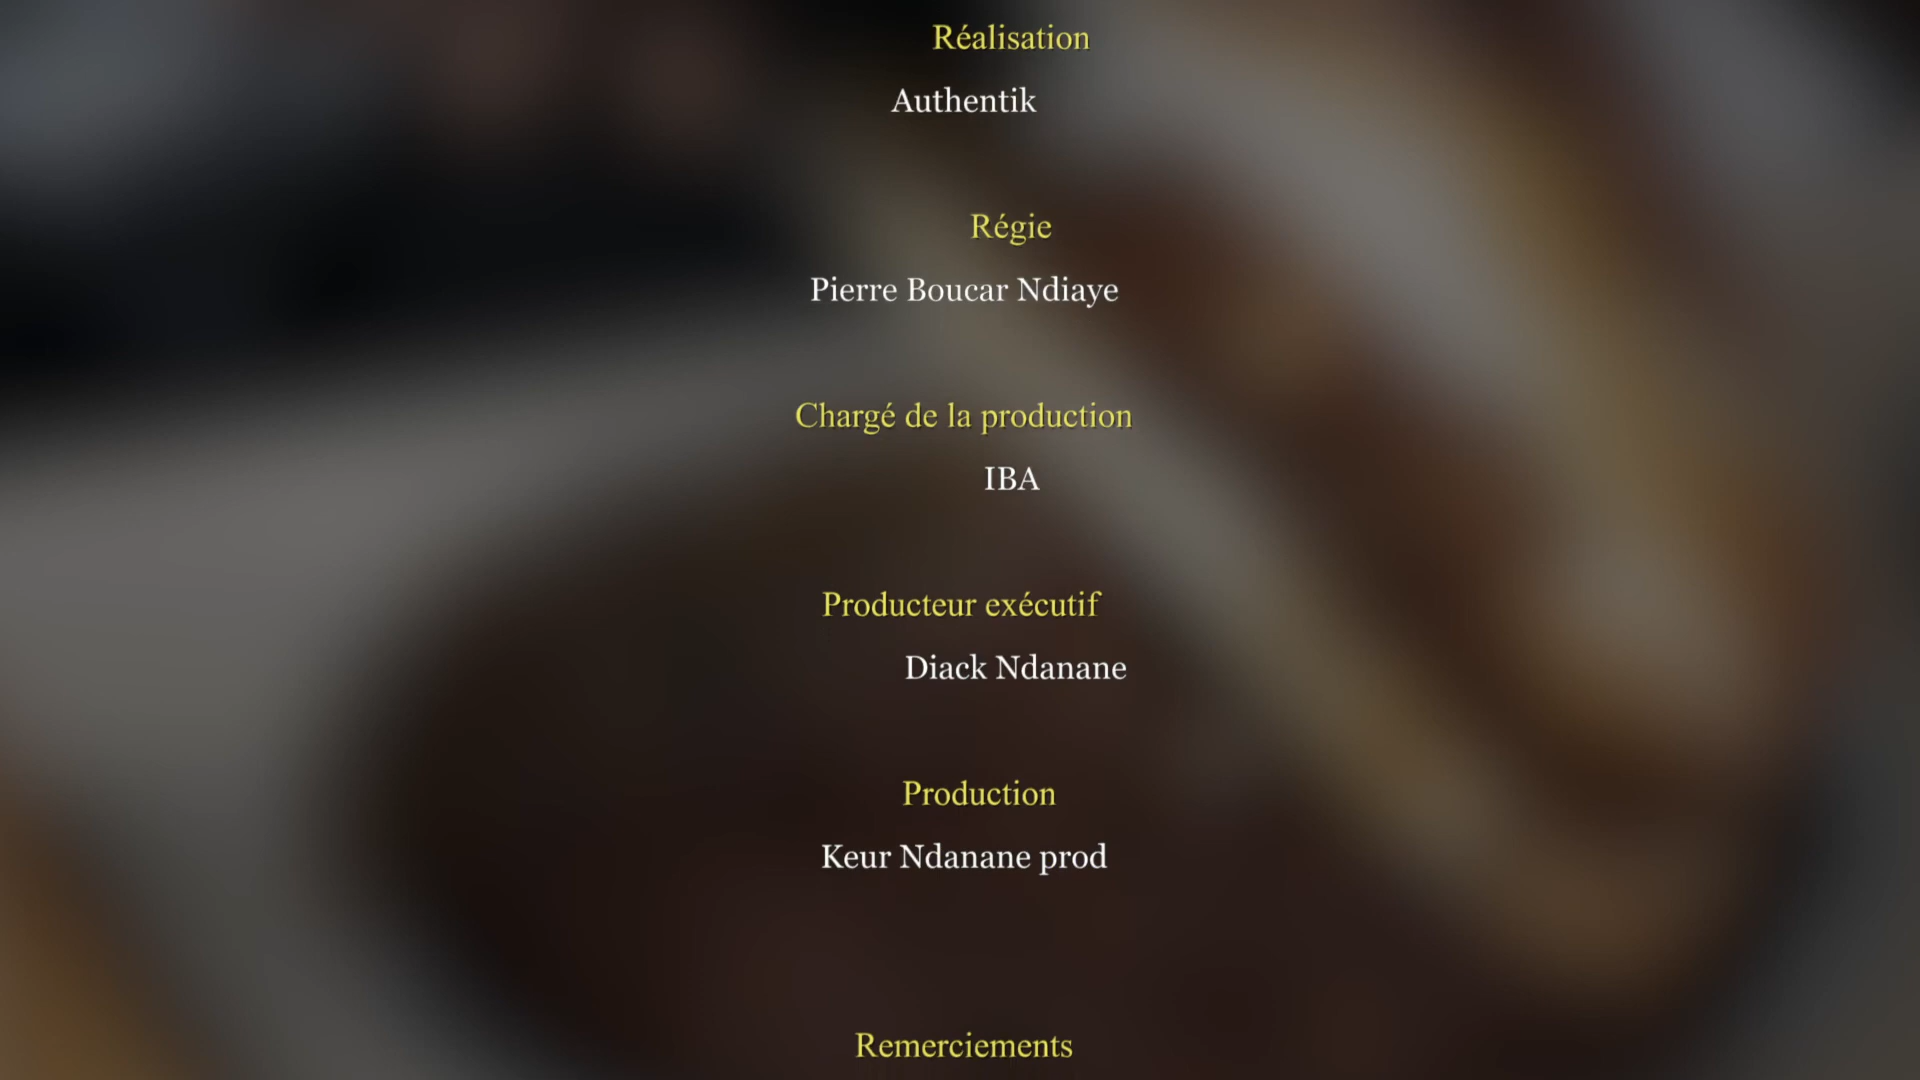 Réalisation
Authentik
Régie
Pierre Boucar Ndiaye
Chargé de la production
IBA
Producteur exécutif
Diack Ndanane
Production
Keur Ndanane prod
Remerciements